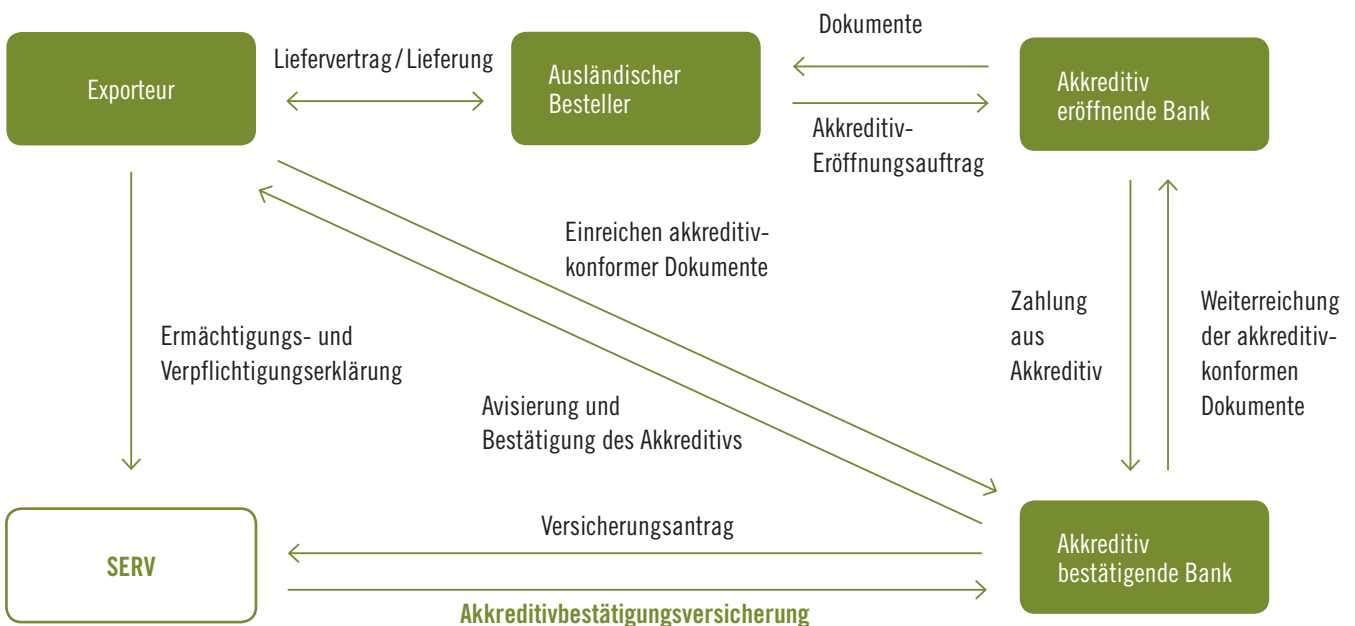 Dokumente
Liefervertrag / Lieferung
Exporteur
Ausländischer
Besteller
Akkreditiv
eröffnende Bank
Akkreditiv-
Eröffnungsauftrag
Einreichen akkreditiv-
konformer Dokumente
Zahlung
aus
Akkreditiv
Weiterreichung
der akkreditiv-
konformen
Dokumente
Ermächtigungs- und
Verpflichtigungserklärung
Avisierung und
Bestätigung des Akkreditivs
Versicherungsantrag
SERV
Akkreditiv
bestätigende Bank
Akkreditivbestätigungsversicherung